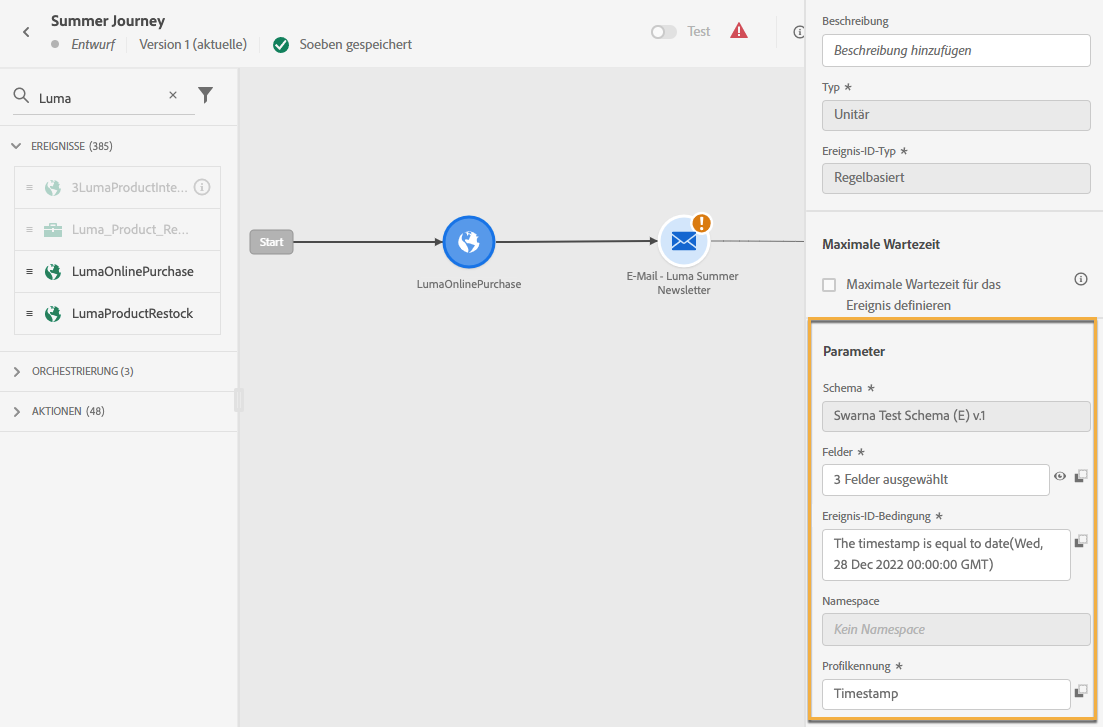 Summer Journey
Entwurf
Version 1 (aktuelle)
Soeben gespeichert
Test
Luma
EREIGNISSE (385)
3LumaProductInte...
Luma_Product_Re...
LumaOnlinePurchase
LumaProductRestock
ORCHESTRIERUNG (3)
AKTIONEN (48)
Start
LumaOnlinePurchase
E-Mail - Luma Summer
Newsletter
Beschreibung
Beschreibung hinzufügen
Typ *
Unitär
Ereignis-ID-Typ *
Regelbasiert
Maximale Wartezeit
Maximale Wartezeit für das
Ereignis definieren
Parameter
Schema *
Swarna Test Schema (E) v.1
Felder *
3 Felder ausgewählt
Ereignis-ID-Bedingung *
The timestamp is equal to date(Wed,
28 Dec 2022 00:00:00 GMT)
Namespace
Kein Namespace
Profilkennung *
Timestamp